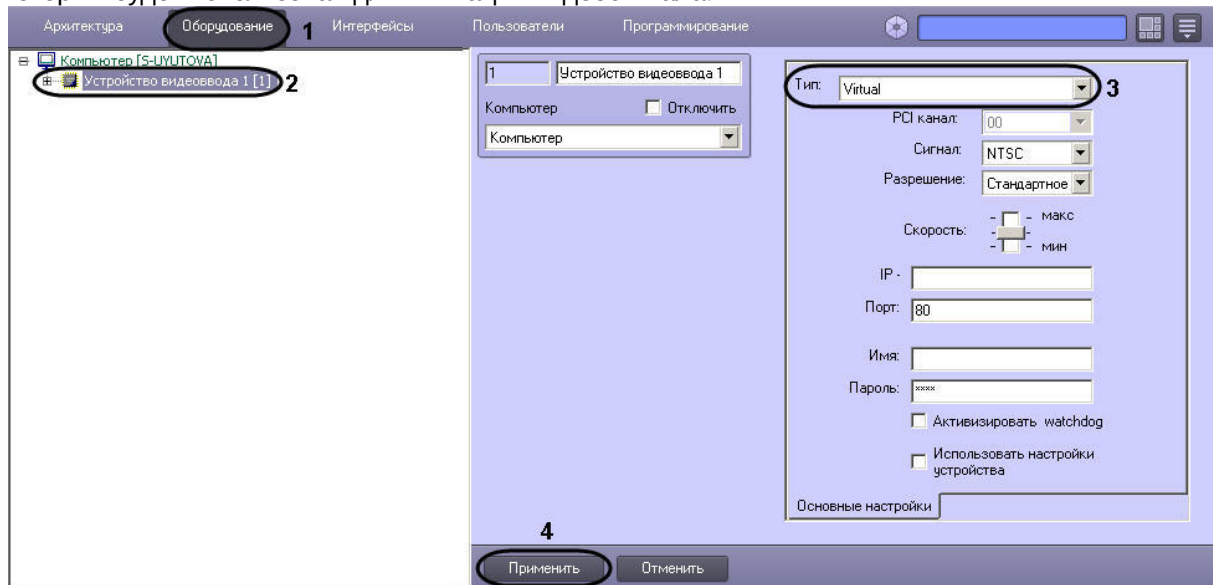 Архитектура Оборудование 1 Интерфейсы Пользователи Программирование
Компьютер [S-UYUTOVA]
Устройство видеоввода 1 [1] 2
1 Устройство видеоввода 1
Компьютер Отключить
Компьютер
Тип: Virtual 3
PCI канал: 00
Сигнал: NTSC
Разрешение: Стандартное
Скорость: макс
мин
IP -
Порт: 80
Имя:
Пароль: ××××
Активизировать watchdog
Использовать настройки
устройства
Основные настройки
4
Применить Отменить